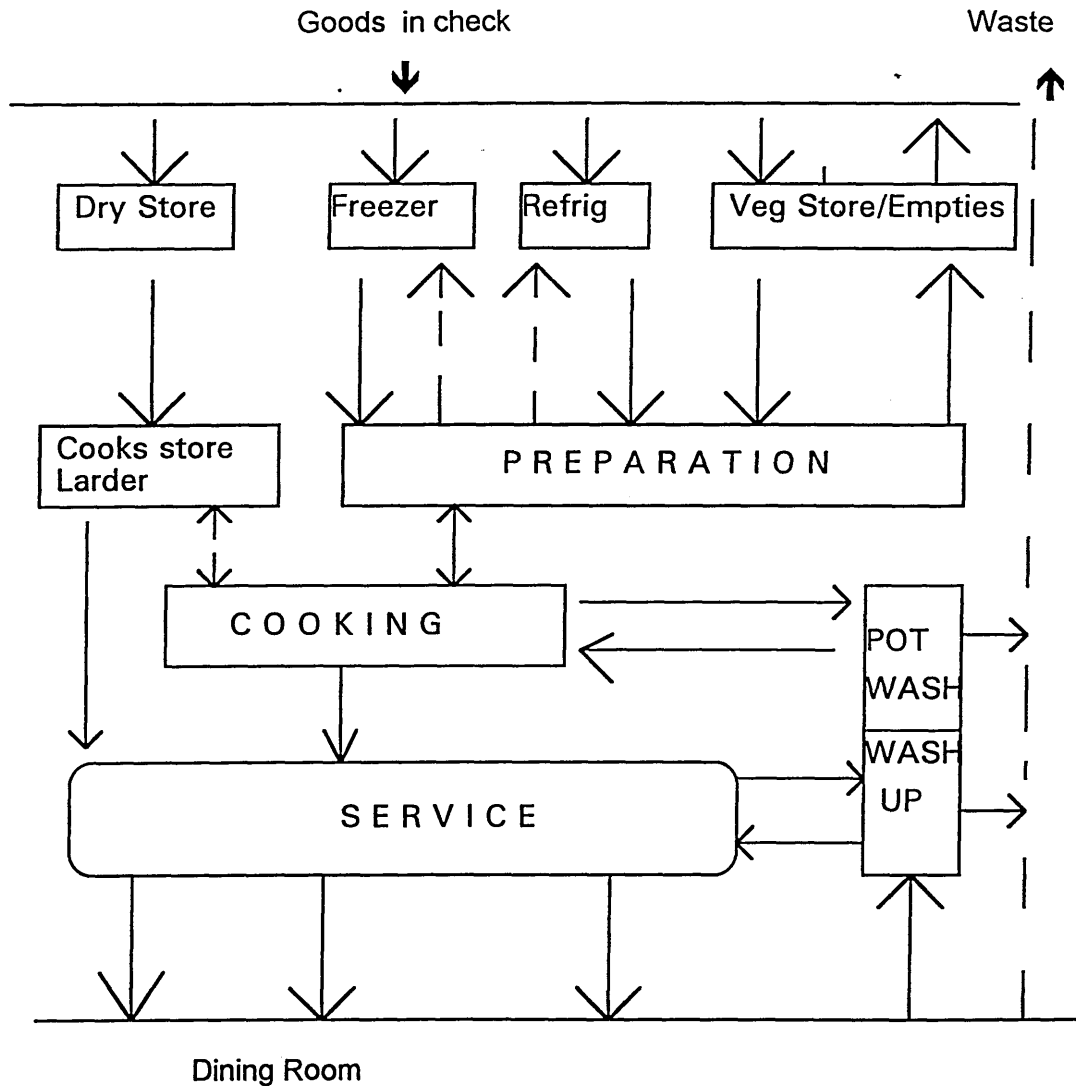 Goods in check
Waste
Dry Store
Freezer
Refrig
Veg Store/Empties
Cooks store
Larder
PREPARATION
COOKING
POT
WASH
WASH
UP
SERVICE
Dining Room